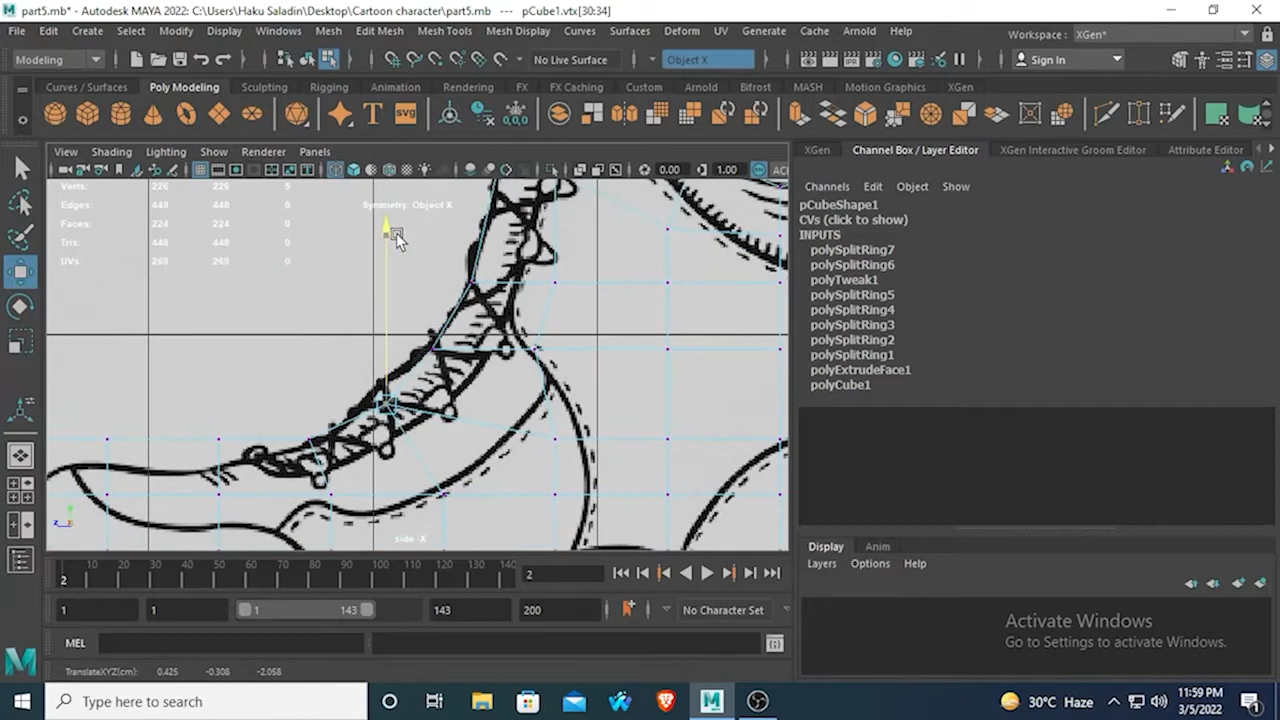 part5.mb* - Autodesk MAYA 2022: C:\Users\Haku Saladin\Desktop\Cartoon character\part5.mb --- pCube1.vtx[30:34]
File Edit Create Select Modify Display Windows Mesh Edit Mesh Mesh Tools Mesh Display Curves Surfaces Deform UV Generate Cache Arnold Help Workspace : XGen*
Modeling No Live Surface Object X Sign In
Curves / Surfaces Poly Modeling Sculpting Rigging Animation Rendering FX FX Caching Custom Arnold Bifrost MASH Motion Graphics XGen
T svg 0,0,0
View Shading Lighting Show Renderer Panels XGen Channel Box / Layer Editor XGen Interactive Groom Editor Attribute Editor
0.00 1.00
Verts: 226 226 5
Edges: 448 448 0
Faces: 224 224 0
Tris: 448 448 0
UVs: 268 268 0
Symmetry: Object X
side -X
Channels Edit Object Show
pCubeShape1
CVs (click to show)
INPUTS
polySplitRing7
polySplitRing6
polyTweak1
polySplitRing5
polySplitRing4
polySplitRing3
polySplitRing2
polySplitRing1
polyExtrudeFace1
polyCube1
Display Anim
Layers Options Help
2 10 20 30 40 50 60 70 80 90 100 110 120 130 140
2
1 1 1 143 143 200 No Character Set
MEL
TranslateXYZ(cm): 0.425 -0.308 -2.058
Activate Windows
Go to Settings to activate Windows.
Type here to search
30°C Haze
11:59 PM
3/5/2022
1